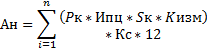 Ан = ∑ n i=1 (Рк * Ипц * Sк * Кизм) * Кс * 12